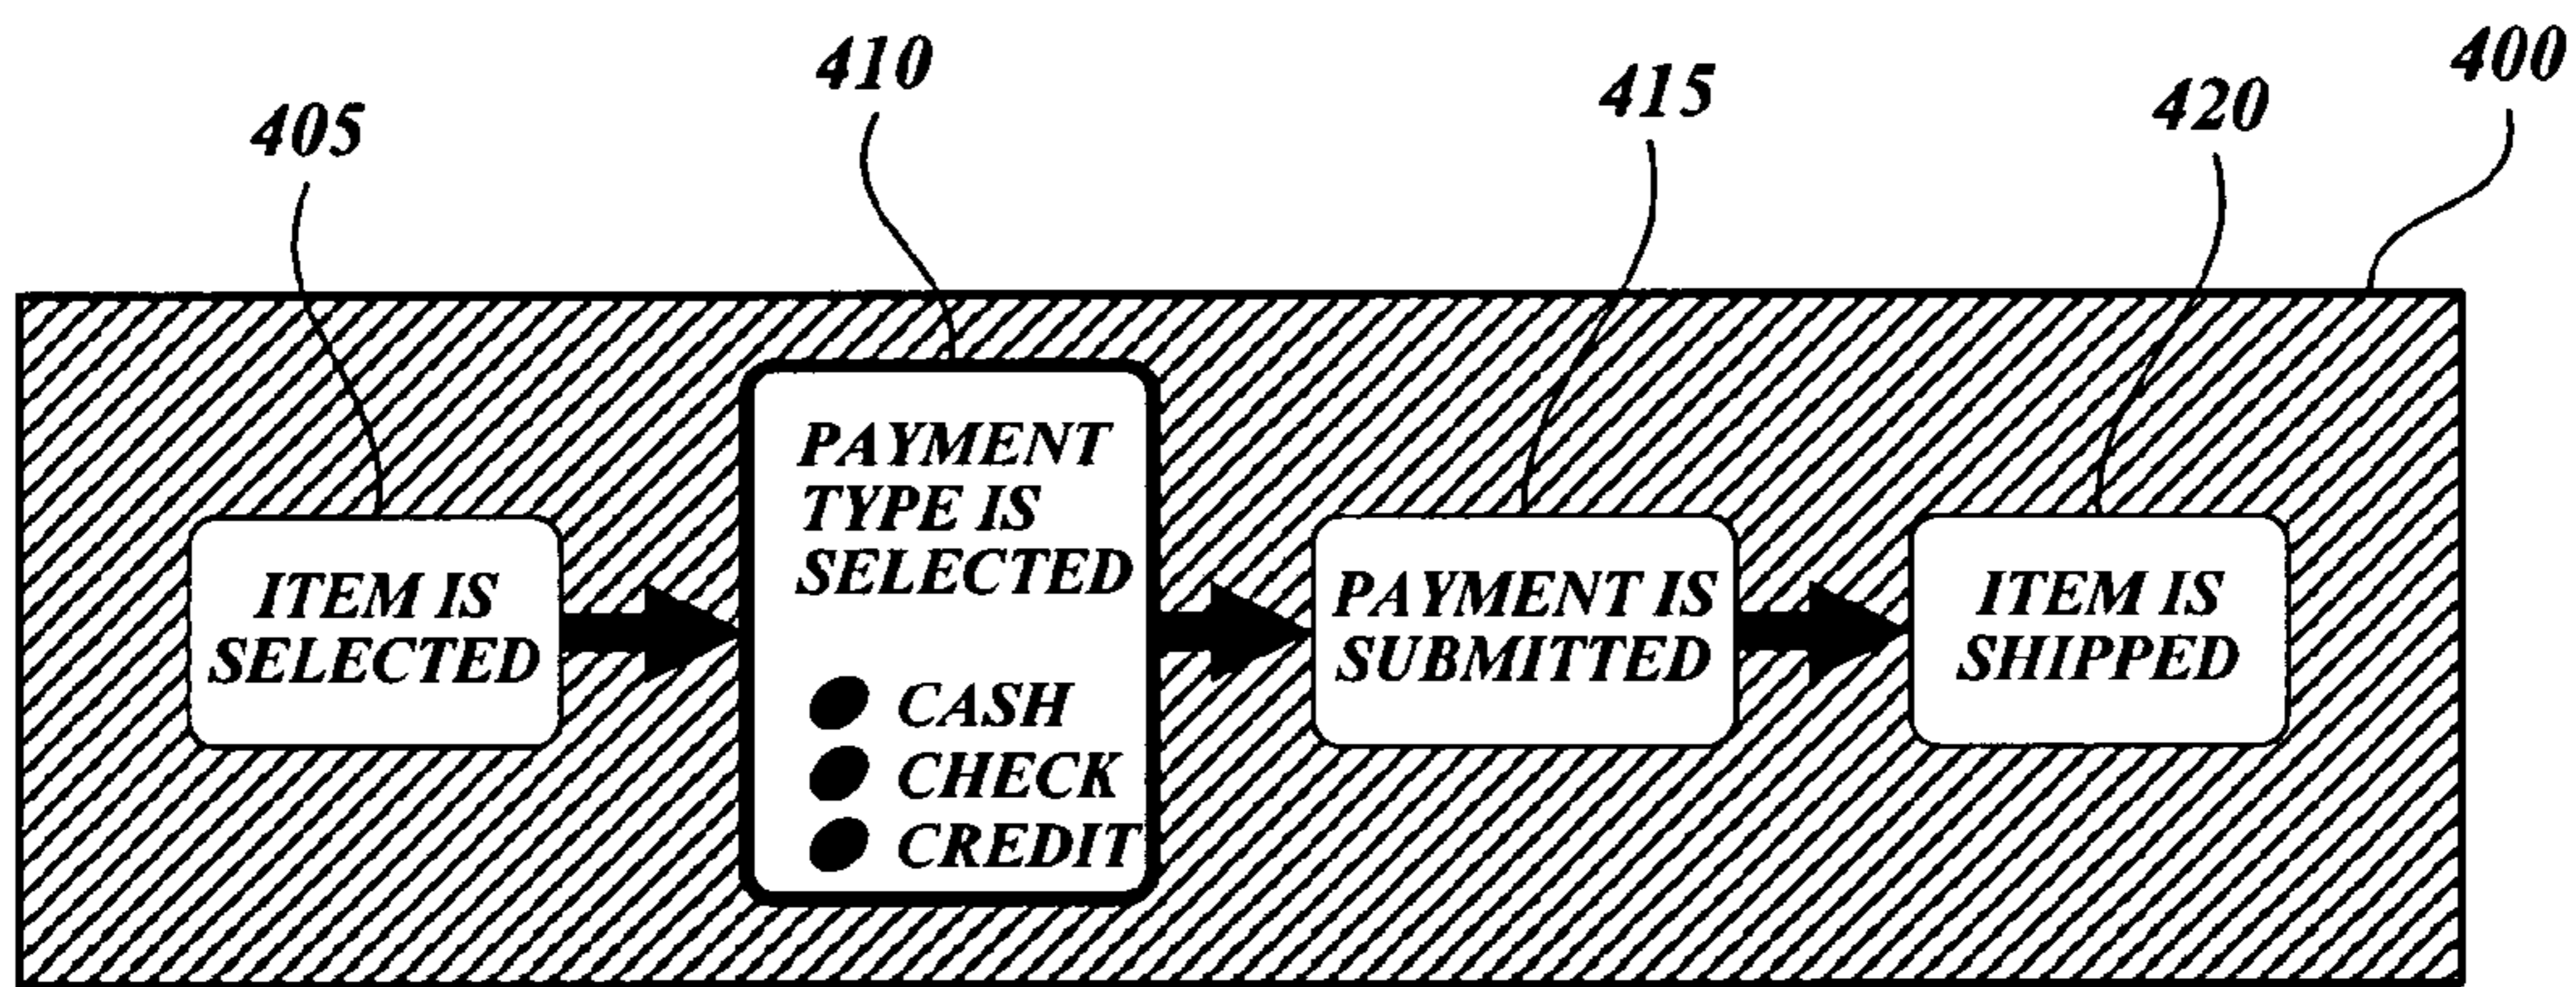 405
410
415
420
400
ITEM IS
SELECTED
PAYMENT
TYPE IS
SELECTED
● CASH
● CHECK
● CREDIT
PAYMENT IS
SUBMITTED
ITEM IS
SHIPPED